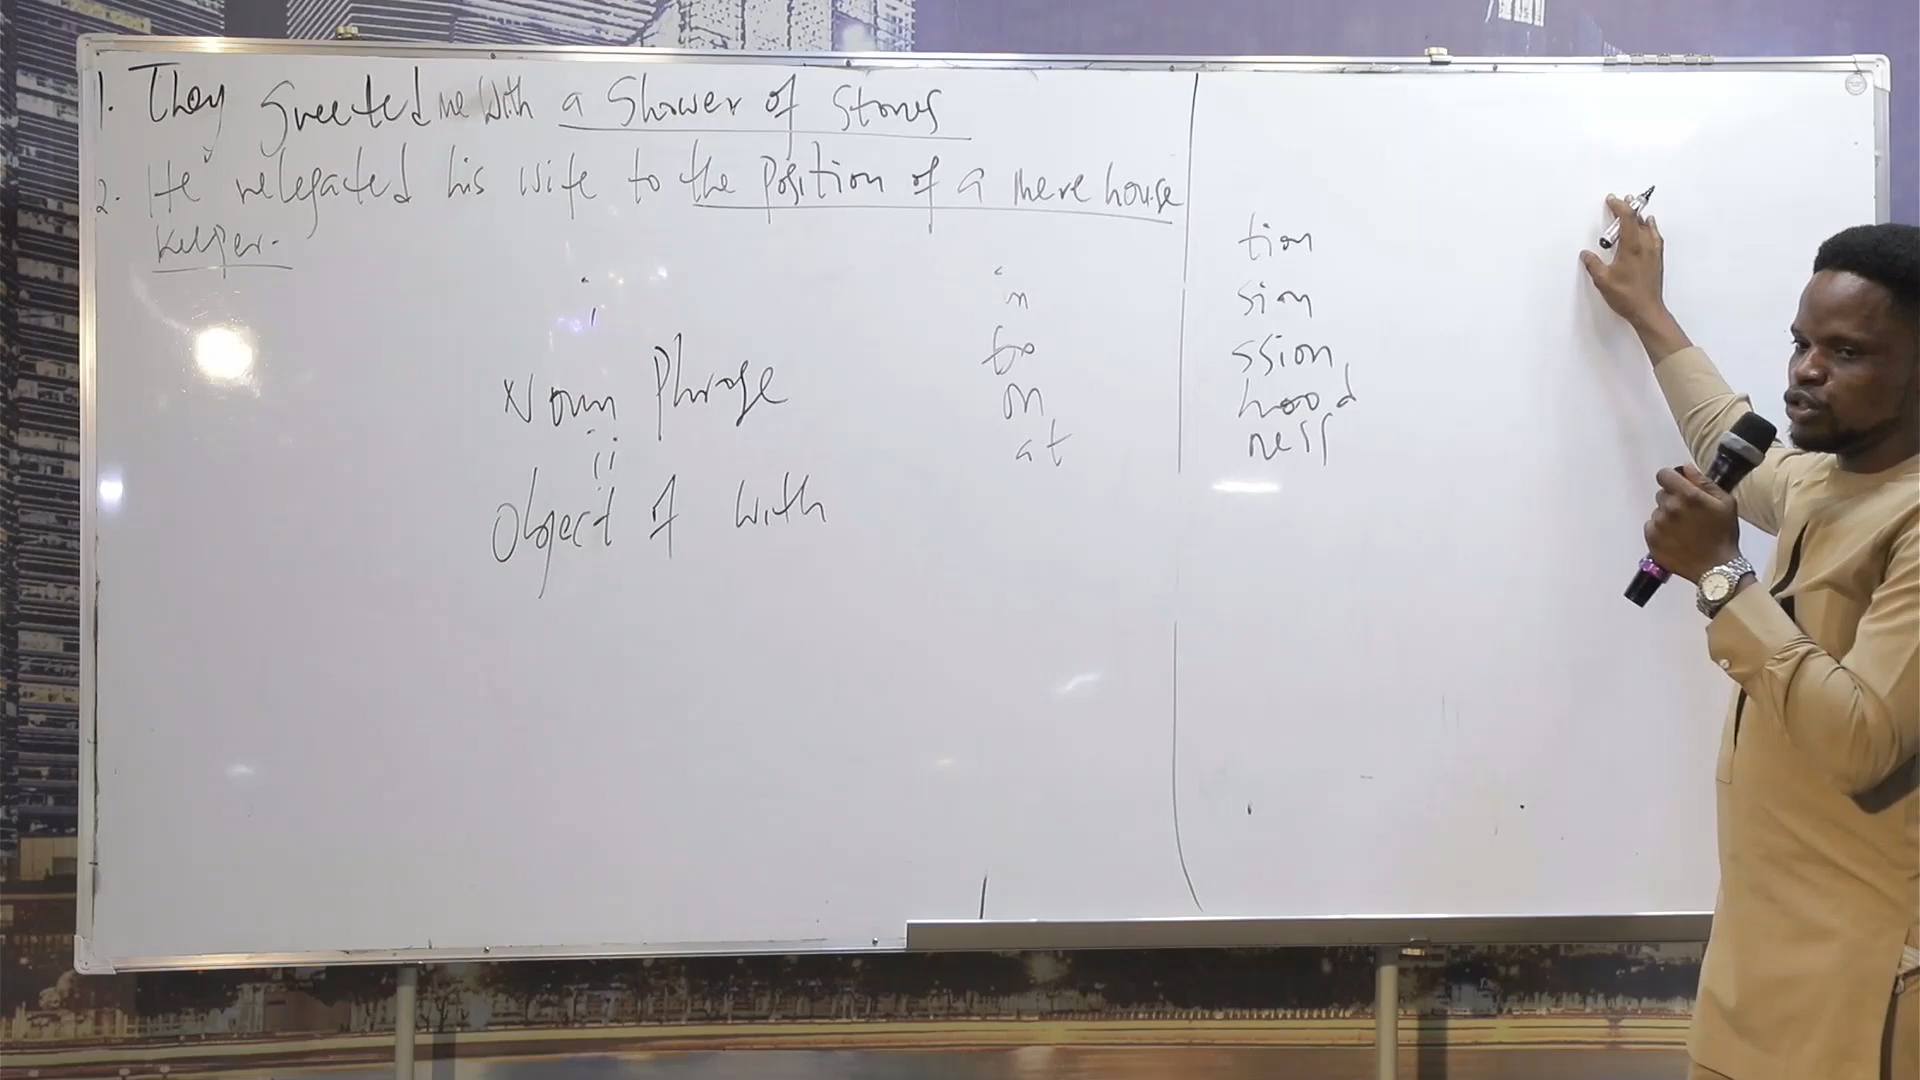 1. They greeted me with a Shower of Stones
2. He relegated his wife to the position of a mere house
keeper.
i
Noun Phrase
ii
Object of with
in
to
on
at
tion
sion
ssion
hood
ness